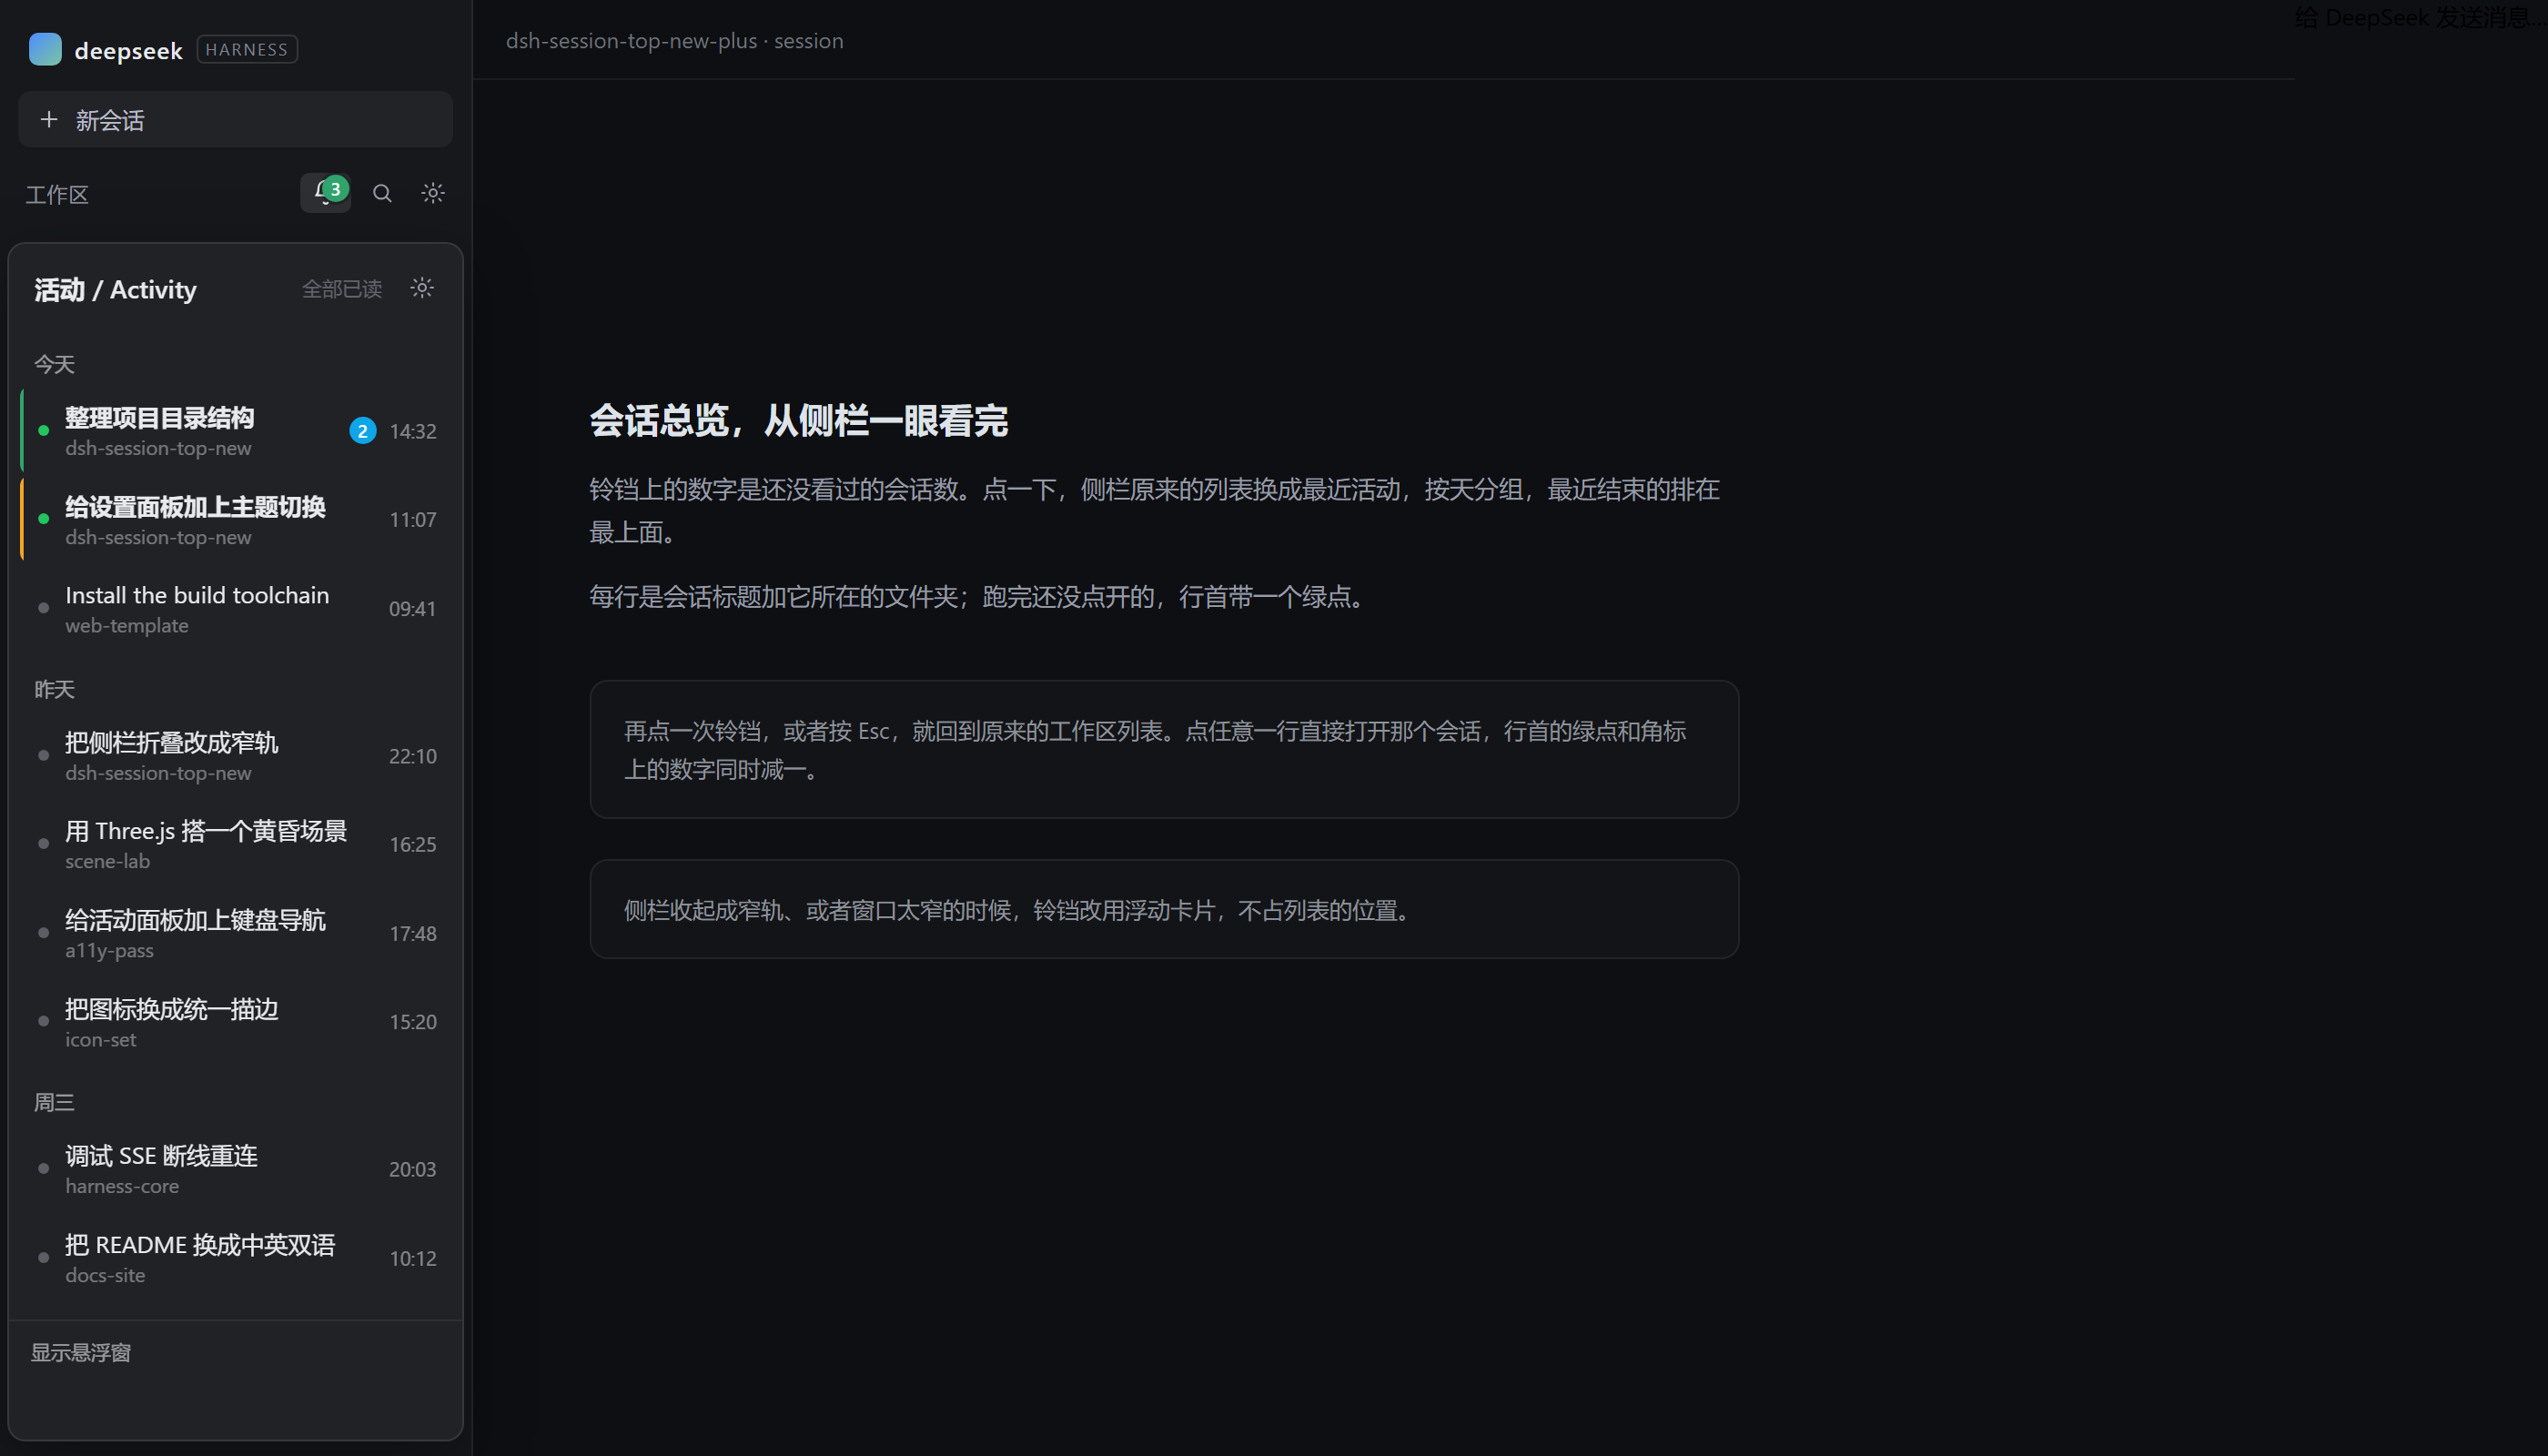 deepseek HARNESS
新会话
工作区
3
活动 / Activity
全部已读
今天
整理项目目录结构
dsh-session-top-new
2
14:32
给设置面板加上主题切换
dsh-session-top-new
11:07
Install the build toolchain
web-template
09:41
昨天
把侧栏折叠改成窄轨
dsh-session-top-new
22:10
用 Three.js 搭一个黄昏场景
scene-lab
16:25
给活动面板加上键盘导航
a11y-pass
17:48
把图标换成统一描边
icon-set
15:20
周三
调试 SSE 断线重连
harness-core
20:03
把 README 换成中英双语
docs-site
10:12
显示悬浮窗
dsh-session-top-new-plus · session
会话总览，从侧栏一眼看完
铃铛上的数字是还没看过的会话数。点一下，侧栏原来的列表换成最近活动，按天分组，最近结束的排在
最上面。
每行是会话标题加它所在的文件夹；跑完还没点开的，行首带一个绿点。
再点一次铃铛，或者按 Esc，就回到原来的工作区列表。点任意一行直接打开那个会话，行首的绿点和角标
上的数字同时减一。
侧栏收起成窄轨、或者窗口太窄的时候，铃铛改用浮动卡片，不占列表的位置。
给 DeepSeek 发送消息...